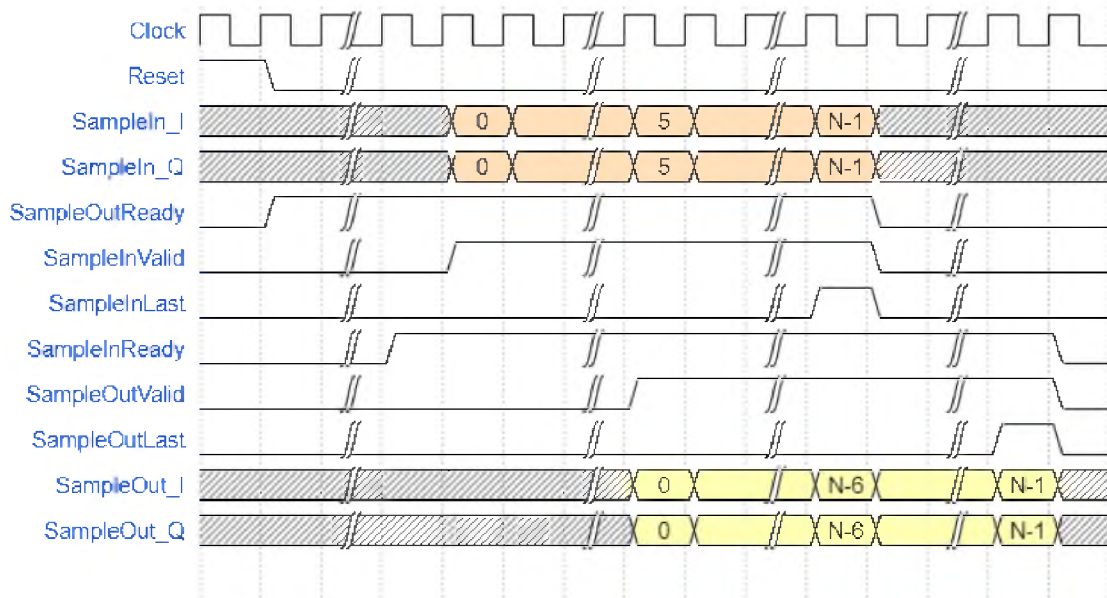 Clock
Reset
SampleIn_I 0 5 N-1
SampleIn_Q 0 5 N-1
SampleOutReady
SampleInValid
SampleInLast
SampleInReady
SampleOutValid
SampleOutLast
SampleOut_I 0 N-6 N-1
SampleOut_Q 0 N-6 N-1